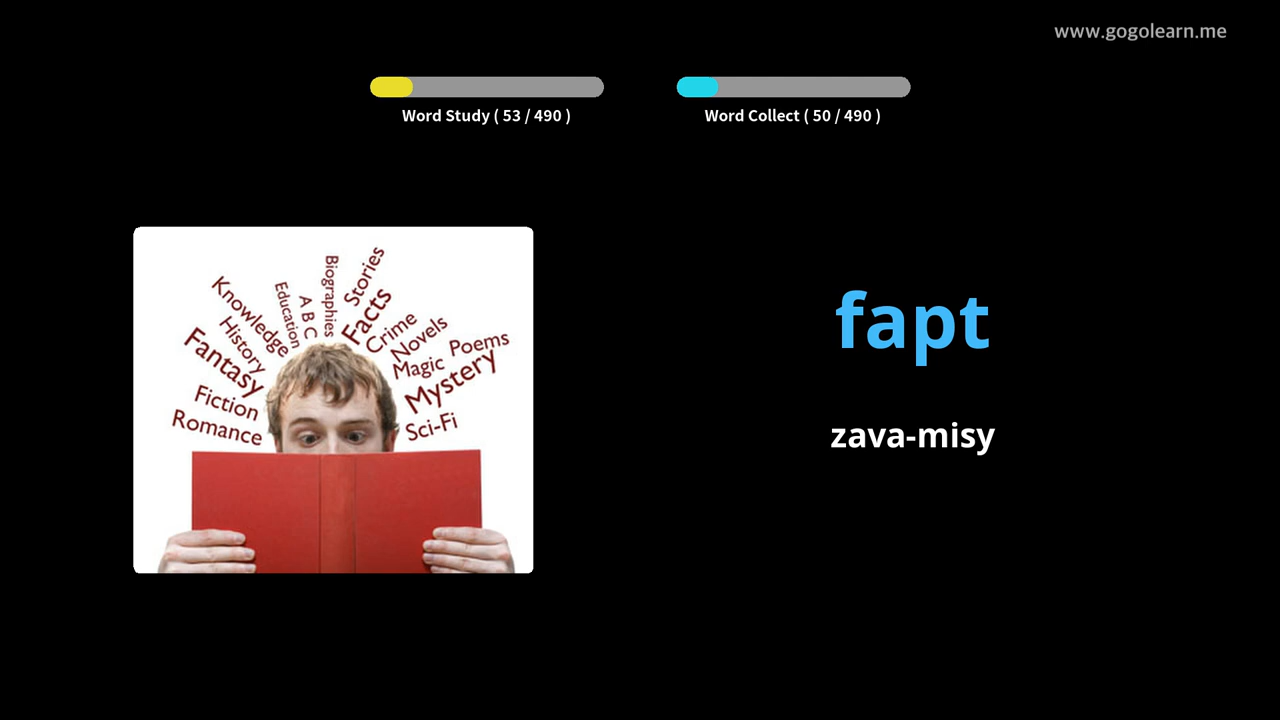 www.gogolearn.me
Word Study ( 53 / 490 )
Word Collect ( 50 / 490 )
Knowledge
History
Fantasy
Fiction
Romance
Education
A B C
Biographies
Stories
Facts
Crime
Novels
Magic
Poems
Mystery
Sci-Fi
fapt
zava-misy